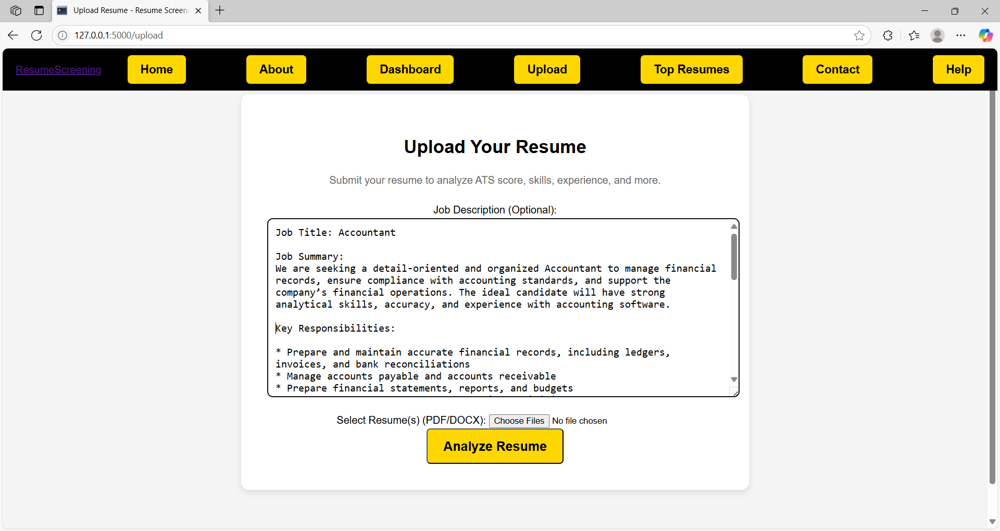 Upload Resume - Resume Screeni
127.0.0.1:5000/upload
ResumeScreening
Home
About
Dashboard
Upload
Top Resumes
Contact
Help
Upload Your Resume
Submit your resume to analyze ATS score, skills, experience, and more.
Job Description (Optional):
Job Title: Accountant
Job Summary:
We are seeking a detail-oriented and organized Accountant to manage financial
records, ensure compliance with accounting standards, and support the
company’s financial operations. The ideal candidate will have strong
analytical skills, accuracy, and experience with accounting software.
Key Responsibilities:
* Prepare and maintain accurate financial records, including ledgers,
invoices, and bank reconciliations
* Manage accounts payable and accounts receivable
* Prepare financial statements, reports, and budgets
Select Resume(s) (PDF/DOCX): Choose Files No file chosen
Analyze Resume